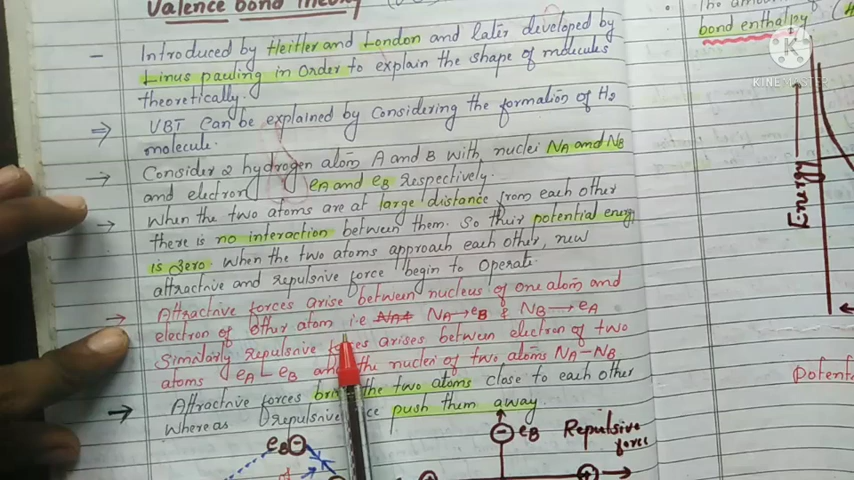 Valence Bond Theory
- Introduced by Heitler and London and later developed by
Linus pauling in order to explain the shape of molecules
theoretically.
⇒ VBT Can be explained by Considering the formation of H2
molecule.
→ Consider 2 hydrogen atom A and B with nuclei NA and NB
and electron eA and eB respectively.
→ When the two atoms are at large distance from each other
there is no interaction between them. So their potential energy
is zero when the two atoms approach each other, new
attractive and repulsive force begin to operate.
→ Attractive forces arise between nucleus of one atom and
electron of other atom i.e NA→eB & NB→eA
Similarly repulsive forces arises between electron of two
atoms eA-eB and the nuclei of two atoms NA-NB
→ Attractive forces the two atoms close to each other
whereas repulsive push them away.
eB ⊖
⊖ eB Repulsive
force
of
bond enthalpy
KINEMASTER
Energy